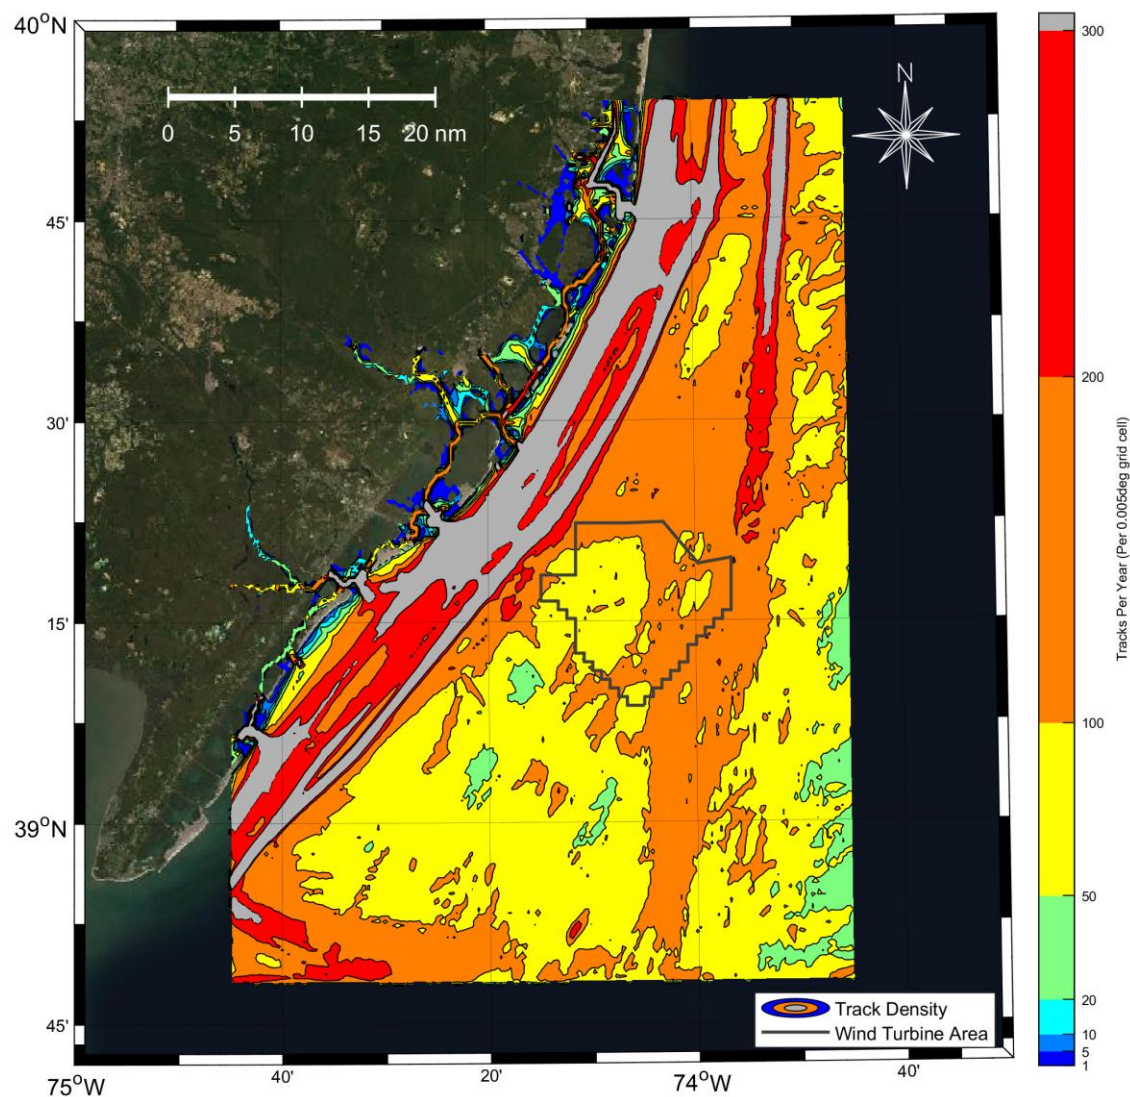 40°N
45'
30'
15'
39°N
45'
75°W
40'
20'
74°W
40'
0
5
10
15
20 nm
N
300
200
100
50
20
10
5
1
Tracks Per Year (Per 0.005deg grid cell)
Track Density
Wind Turbine Area